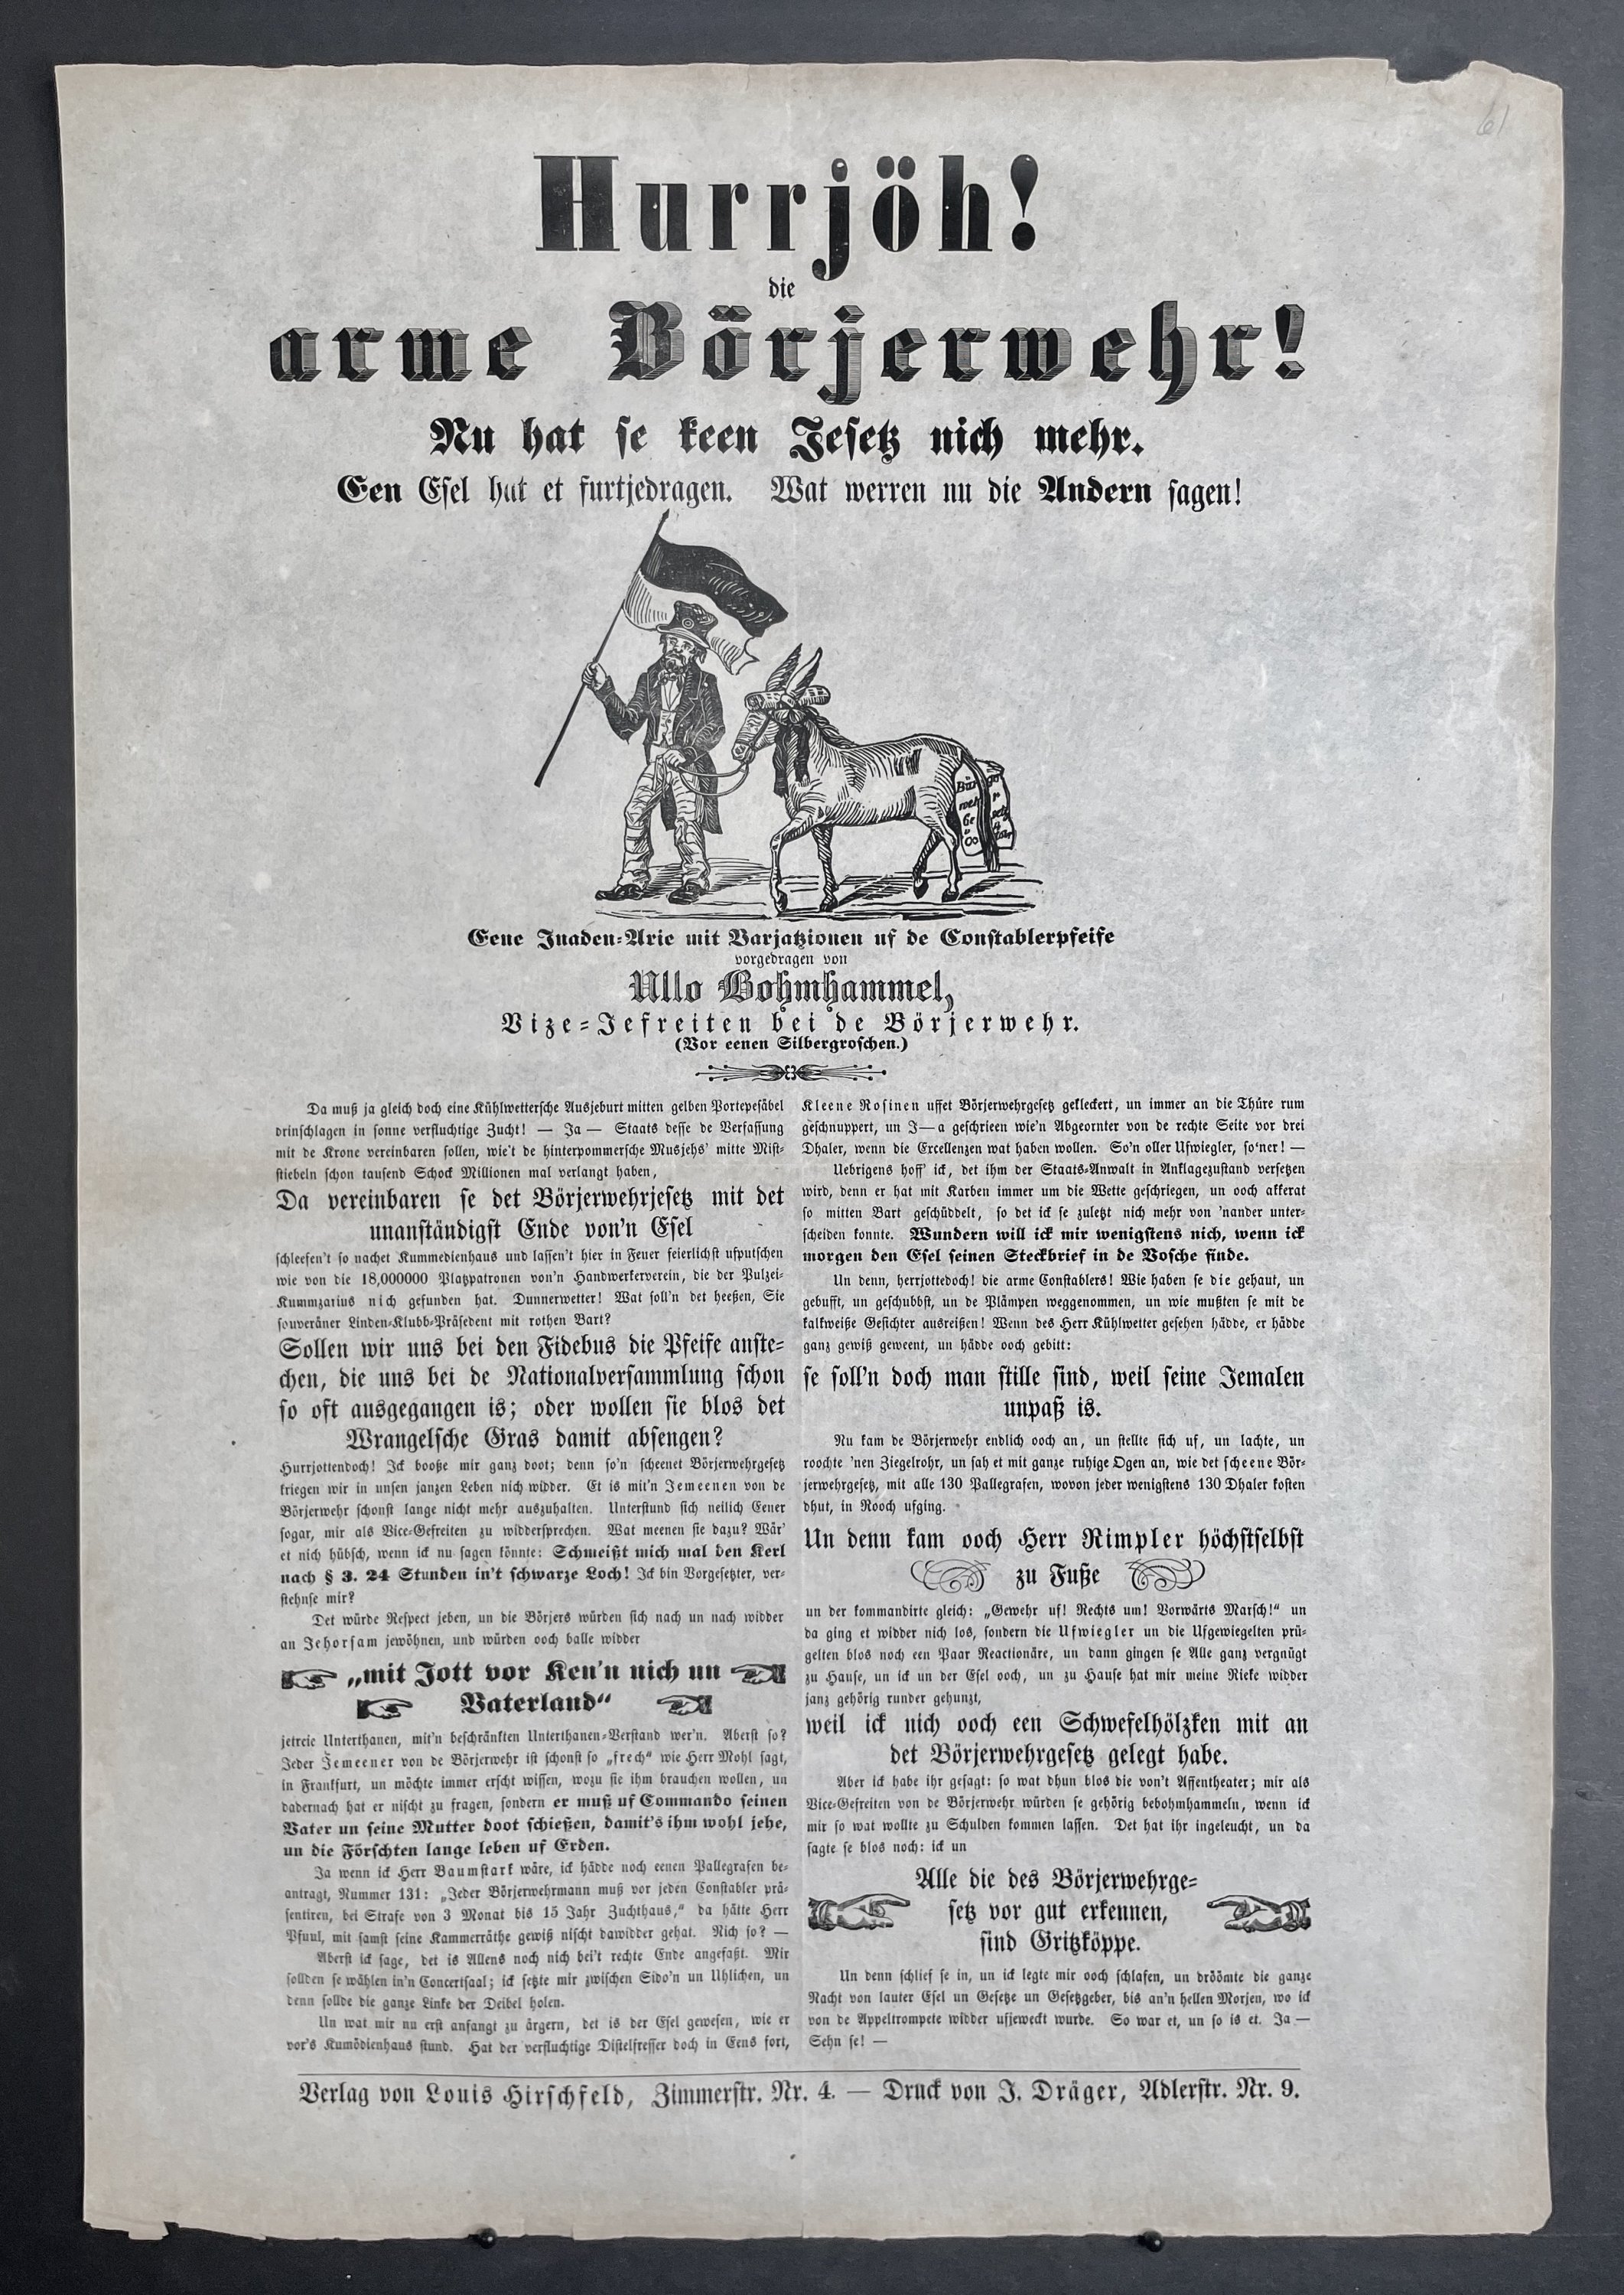 61
Hurrjöh!
die
arme Börjerwehr!
Nu hat se keen Jesetz nich mehr.
Een Esel hat et furtjedragen. Wat werren nu die Andern sagen!
Eene Jnaden-Arie mit Varjatzionen uf de Constablerpfeife
vorgedragen von
Ullo Bohmhammel,
Vize-Jefreiten bei de Börjerwehr.
(Vor eenen Silbergroschen.)
Da muß ja gleich doch eine Kühlwettersche Ausjeburt mitten gelben Portepesäbel
drinschlagen in sonne verfluchtige Zucht! — Ja — Staats desse de Verfassung
mit de Krone vereinbaren sollen, wie't de hinterpommersche Musjehs' mitte Mist-
stiebeln schon tausend Schock Millionen mal verlangt haben,
Da vereinbaren se det Börjerwehrjesetz mit det
unanständigst Ende von'n Esel
schleefen't so nachet Kummedienhaus und lassen't hier in Feuer feierlichst ufputschen
wie von die 18,000000 Platzpatronen von'n Handwerkerverein, die der Pulzei-
Kummzarius nich gefunden hat. Dunnerwetter! Wat soll'n det heeßen, Sie
souveräner Linden-Klubb-Präsedent mit rothen Bart?
Sollen wir uns bei den Fidebus die Pfeife anste-
chen, die uns bei de Nationalversammlung schon
so oft ausgegangen is; oder wollen sie blos det
Wrangelsche Gras damit absengen?
Hurrjottendoch! Ick booße mir ganz doot; denn so'n scheenet Börjerwehrgesetz
kriegen wir in unsen janzen Leben nich widder. Et is mit'n Jemeenen von de
Börjerwehr schonst lange nicht mehr auszuhalten. Unterstund sich neilich Eener
sogar, mir als Vice-Gefreiten zu widdersprechen. Wat meenen sie dazu? Wär'
et nich hübsch, wenn ick nu sagen könnte: Schmeißt mich mal den Kerl
nach § 3. 24 Stunden in't schwarze Loch! Ick bin Vorgesetzter, ver-
stehnse mir?
Det würde Respect jeben, un die Börjers würden sich nach un nach widder
an Jehorsam jewöhnen, und würden ooch balle widder
„mit Jott vor Ken'n nich un
Vaterland“
jetreie Unterthanen, mit'n beschränkten Unterthanen-Verstand wer'n. Aberst so?
Jeder Jemeener von de Börjerwehr ist schonst so „frech“ wie Herr Mohl sagt,
in Frankfurt, un möchte immer erscht wissen, wozu sie ihm brauchen wollen, un
dadernach hat er nischt zu fragen, sondern er muß uf Commando seinen
Vater un seine Mutter doot schießen, damit's ihm wohl jehe,
un die Förschten lange leben uf Erden.
Ja wenn ick Herr Baumstark wäre, ick hädde noch eenen Pallegrafen be-
antragt, Nummer 131: „Jeder Börjerwehrmann muß vor jeden Constabler prä-
sentiren, bei Strafe von 3 Monat bis 15 Jahr Zuchthaus,“ da hätte Herr
Pfuul, mit samst seine Kammerräthe gewiß nischt dawidder gehat. Nich so? —
Aberst ick sage, det is Allens noch nich bei't rechte Ende angefaßt. Mir
sollden se wählen in'n Concertsaal; ick setzte mir zwischen Sido'n un Uhlichen, un
denn sollde die ganze Linke der Deibel holen.
Un wat mir nu erst anfangt zu ärgern, det is der Esel gewesen, wie er
vor's Kumödienhaus stund. Hat der verfluchtige Distelfresser doch in Eens fort,
Kleene Rosinen uffet Börjerwehrgesetz gekleckert, un immer an die Thüre rum
geschnuppert, un J—a geschrieen wie'n Abgeornter von de rechte Seite vor drei
Dhaler, wenn die Excellenzen wat haben wollen. So'n oller Ufwiegler, so'ner! —
Uebrigens hoff' ick, det ihm der Staats-Anwalt in Anklagezustand versetzen
wird, denn er hat mit Karben immer um die Wette geschriegen, un ooch akkerat
so mitten Bart geschüddelt, so det ick se zuletzt nich mehr von 'nander unter-
scheiden konnte. Wundern will ick mir wenigstens nich, wenn ick
morgen den Esel seinen Steckbrief in de Vosche finde.
Un denn, herrjottedoch! die arme Constablers! Wie haben se die gehaut, un
gebufft, un geschubbst, un de Plämpen weggenommen, un wie mußten se mit de
kalkweiße Gesichter ausreißen! Wenn des Herr Kühlwetter gesehen hädde, er hädde
ganz gewiß geweent, un hädde ooch gebitt:
se soll'n doch man stille sind, weil seine Jemalen
unpaß is.
Nu kam de Börjerwehr endlich ooch an, un stellte sich uf, un lachte, un
roochte 'nen Ziegelrohr, un sah et mit ganze ruhige Ogen an, wie det scheene Bör-
jerwehrgesetz, mit alle 130 Pallegrafen, wovon jeder wenigstens 130 Dhaler kosten
dhut, in Rooch ufging.
Un denn kam ooch Herr Rimpler höchstselbst
zu Fuße
un der kommandirte gleich: „Gewehr uf! Rechts um! Vorwärts Marsch!“ un
da ging et widder nich los, sondern die Ufwiegler un die Ufgewiegelten prü-
gelten blos noch een Paar Reactionäre, un dann gingen se Alle ganz vergnügt
zu Hause, un ick un der Esel ooch, un zu Hause hat mir meine Rieke widder
janz gehörig runder gehunzt,
weil ick nich ooch een Schwefelhölzken mit an
det Börjerwehrgesetz gelegt habe.
Aber ick habe ihr gesagt: so wat dhun blos die von't Affentheater; mir als
Vice-Gefreiten von de Börjerwehr würden se gehörig bebohmhammeln, wenn ick
mir so wat wollte zu Schulden kommen lassen. Det hat ihr ingeleucht, un da
sagte se blos noch: ick un
Alle die des Börjerwehrge-
setz vor gut erkennen,
sind Gritzköppe.
Un denn schlief se in, un ick legte mir ooch schlafen, un dröömte die ganze
Nacht von lauter Esel un Gesetze un Gesetzgeber, bis an'n hellen Morjen, wo ick
von de Appeltrompete widder ufjeweckt wurde. So war et, un so is et. Ja —
Sehn se! —
Verlag von Louis Hirschfeld, Zimmerstr. Nr. 4. — Druck von J. Dräger, Adlerstr. Nr. 9.